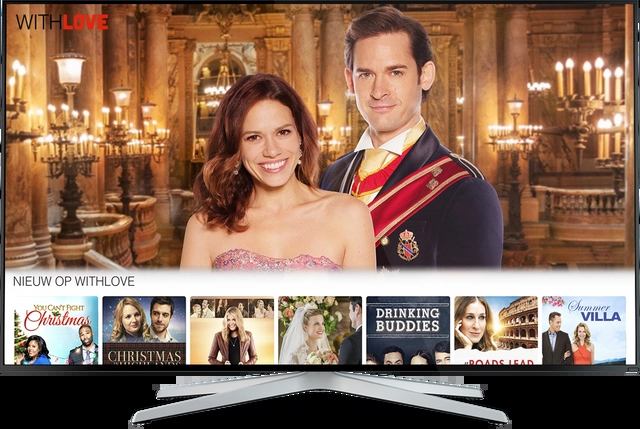 WITHLOVE
NIEUW OP WITHLOVE
YOU CAN'T FIGHT
Christmas
CHRISTMAS
DRINKING
BUDDIES
ROADS LEAD
Summer
VILLA